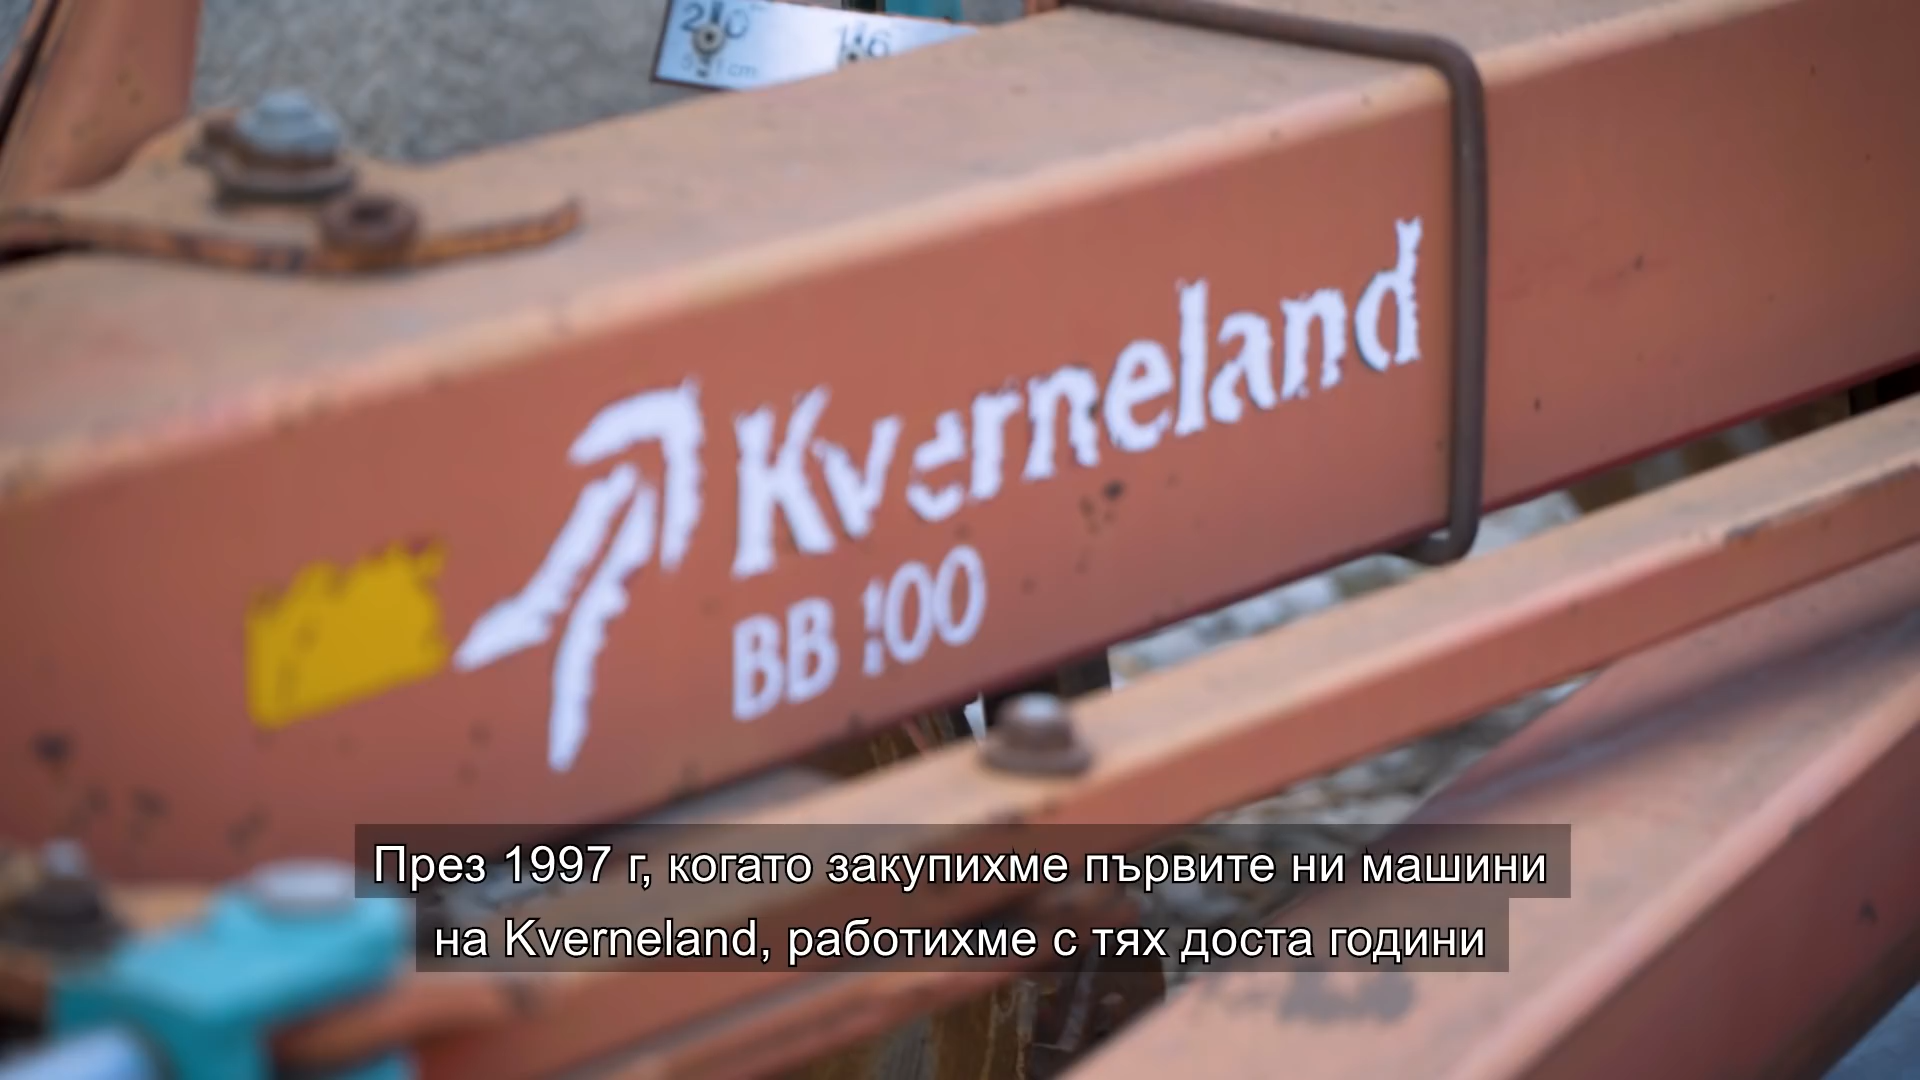 Kverneland
BB 100
През 1997 г, когато закупихме първите ни машини
на Kverneland, работихме с тях доста години